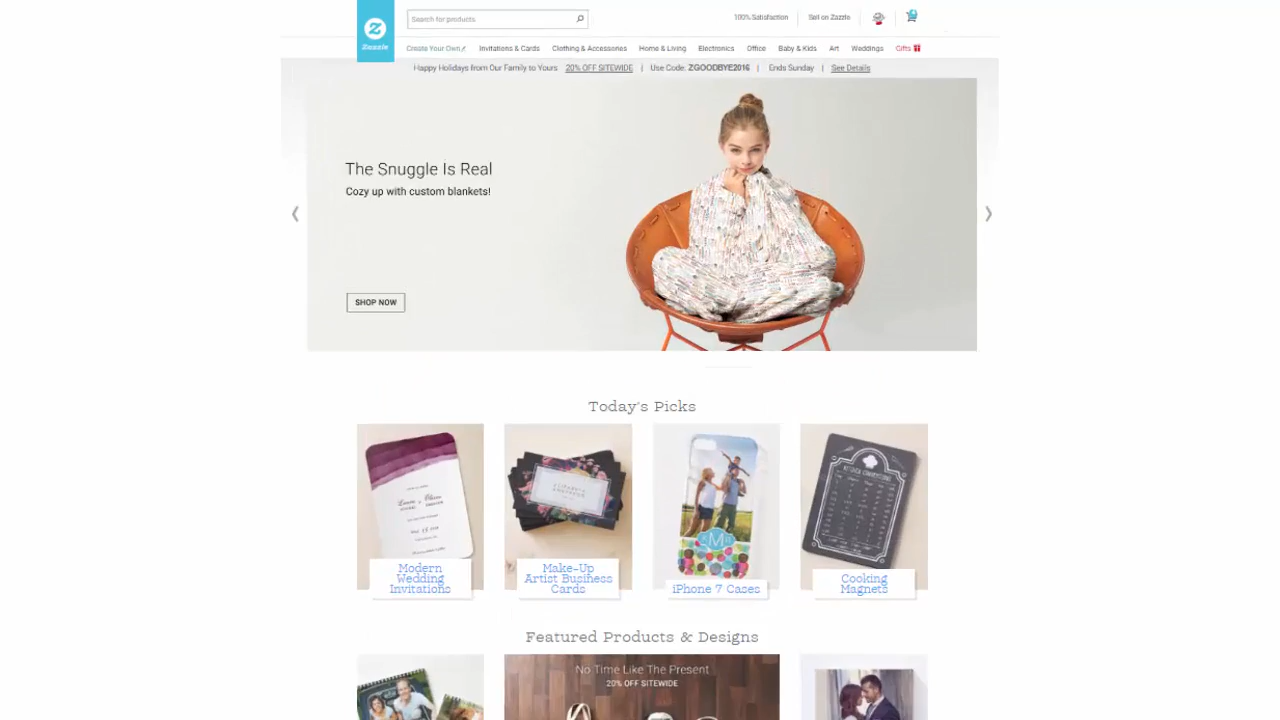 Zazzle
Search for products
100% Satisfaction
Sell on Zazzle
Create Your Own
Invitations & Cards
Clothing & Accessories
Home & Living
Electronics
Office
Baby & Kids
Art
Weddings
Gifts
Happy Holidays from Our Family to Yours 20% OFF SITEWIDE | Use Code: ZGOODBYE2016 | Ends Sunday | See Details
The Snuggle Is Real
Cozy up with custom blankets!
SHOP NOW
Today's Picks
Modern
Wedding
Invitations
Make-Up
Artist Business
Cards
M
iPhone 7 Cases
KITCHEN CONVERSIONS
Cooking
Magnets
Featured Products & Designs
No Time Like The Present
20% OFF SITEWIDE